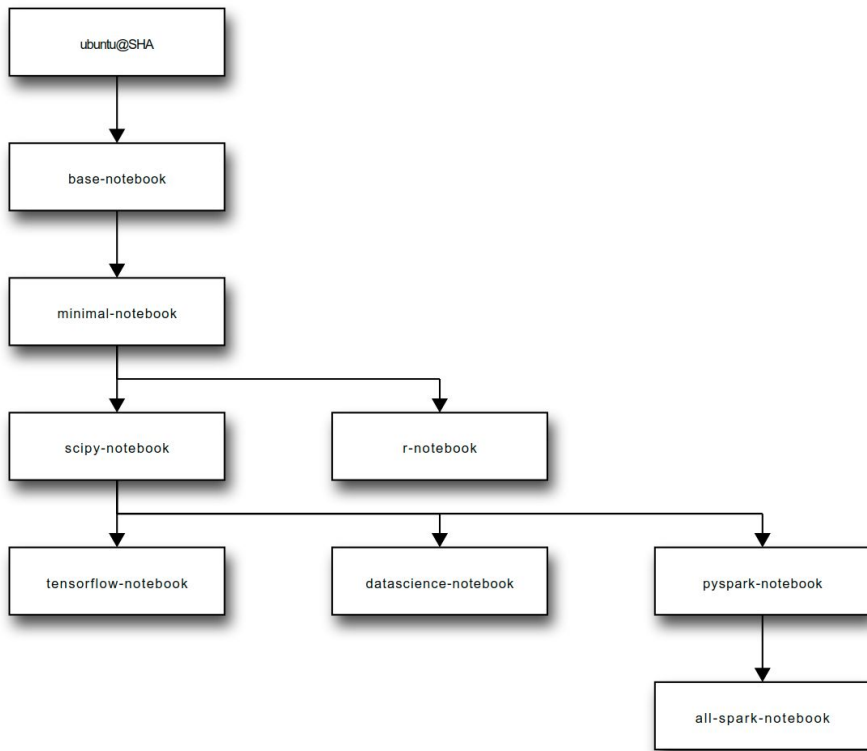 ubuntu@SHA
base-notebook
minimal-notebook
scipy-notebook
r-notebook
tensorflow-notebook
datascience-notebook
pyspark-notebook
all-spark-notebook